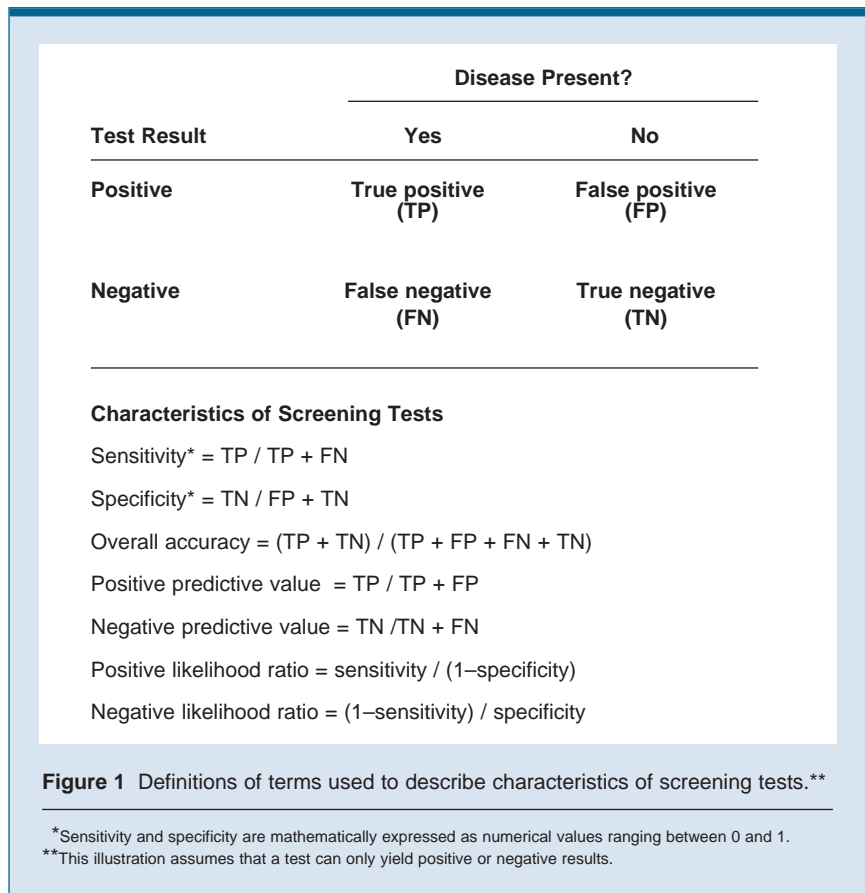 Disease Present?
Test Result Yes No
Positive True positive False positive
(TP) (FP)
Negative False negative True negative
(FN) (TN)
Characteristics of Screening Tests
Sensitivity* = TP / TP + FN
Specificity* = TN / FP + TN
Overall accuracy = (TP + TN) / (TP + FP + FN + TN)
Positive predictive value = TP / TP + FP
Negative predictive value = TN /TN + FN
Positive likelihood ratio = sensitivity / (1–specificity)
Negative likelihood ratio = (1–sensitivity) / specificity
Figure 1 Definitions of terms used to describe characteristics of screening tests.**
*Sensitivity and specificity are mathematically expressed as numerical values ranging between 0 and 1.
**This illustration assumes that a test can only yield positive or negative results.